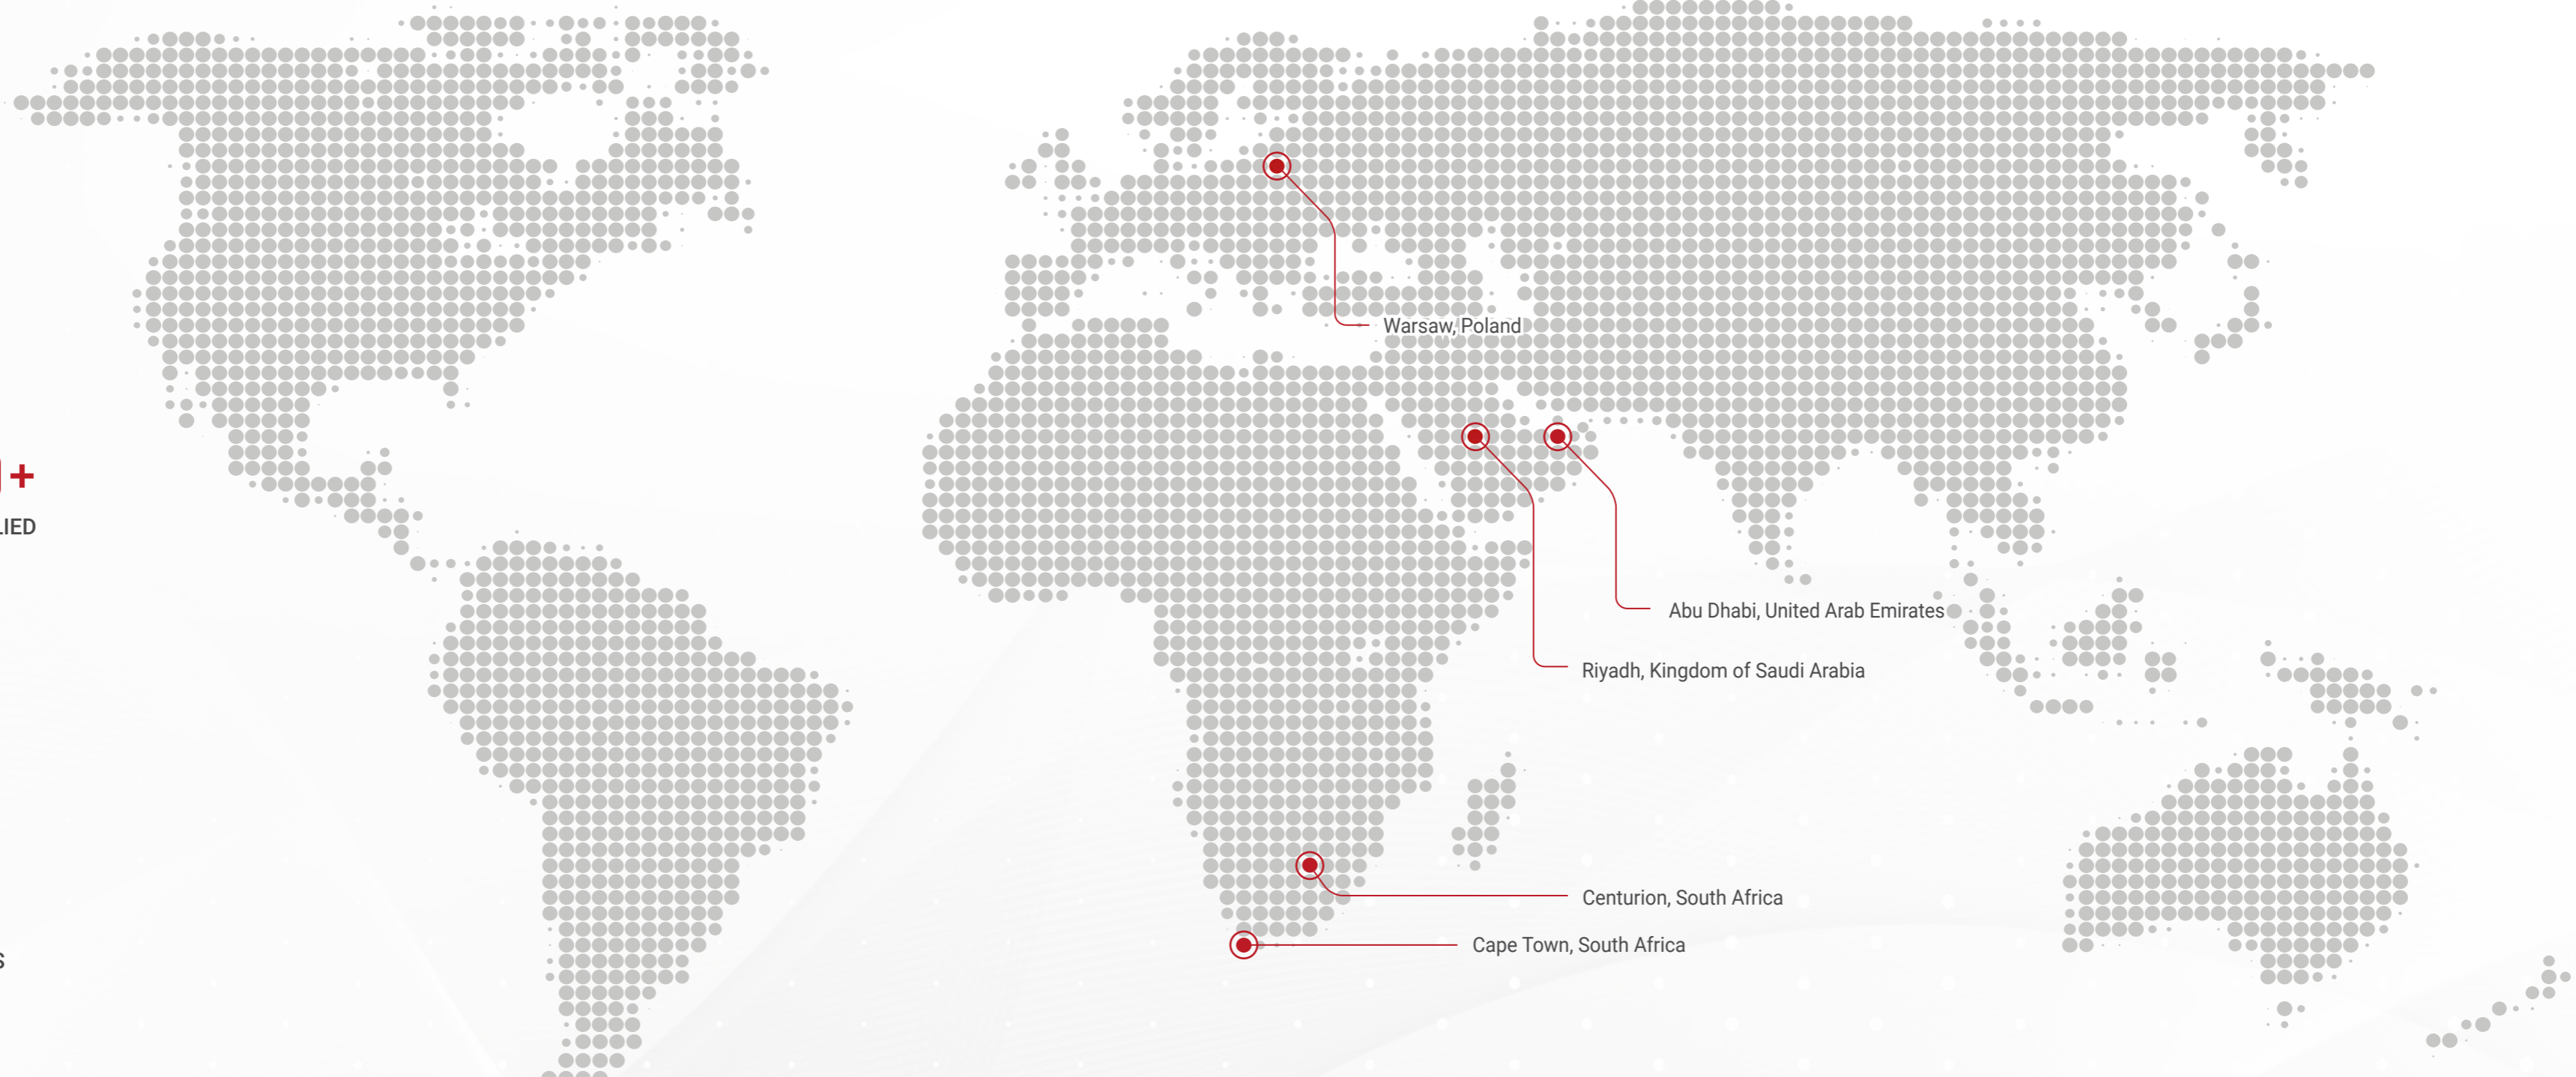 +
Warsaw, Poland
Abu Dhabi, United Arab Emirates
Riyadh, Kingdom of Saudi Arabia
Centurion, South Africa
Cape Town, South Africa